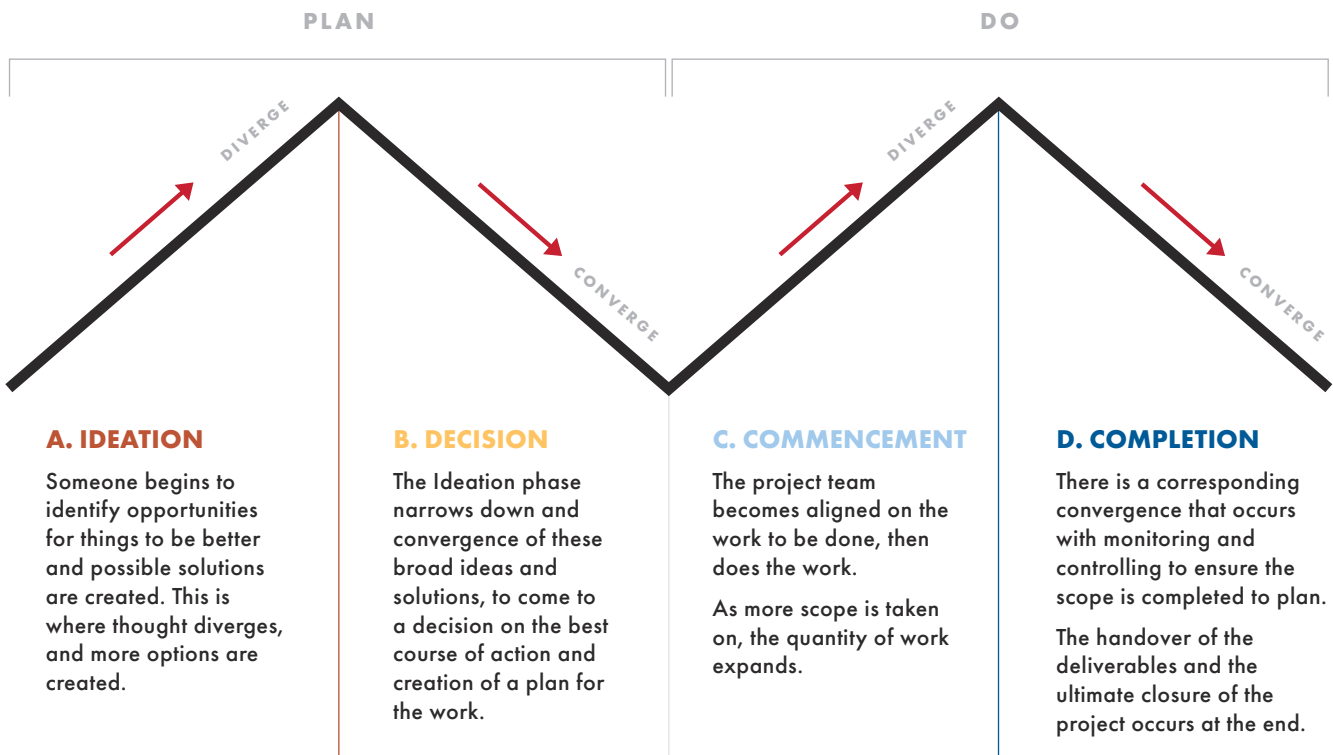 PLAN
DO
DIVERGE
CONVERGE
DIVERGE
CONVERGE
A. IDEATION
Someone begins to
identify opportunities
for things to be better
and possible solutions
are created. This is
where thought diverges,
and more options are
created.
B. DECISION
The Ideation phase
narrows down and
convergence of these
broad ideas and
solutions, to come to
a decision on the best
course of action and
creation of a plan for
the work.
C. COMMENCEMENT
The project team
becomes aligned on the
work to be done, then
does the work.
As more scope is taken
on, the quantity of work
expands.
D. COMPLETION
There is a corresponding
convergence that occurs
with monitoring and
controlling to ensure the
scope is completed to plan.
The handover of the
deliverables and the
ultimate closure of the
project occurs at the end.